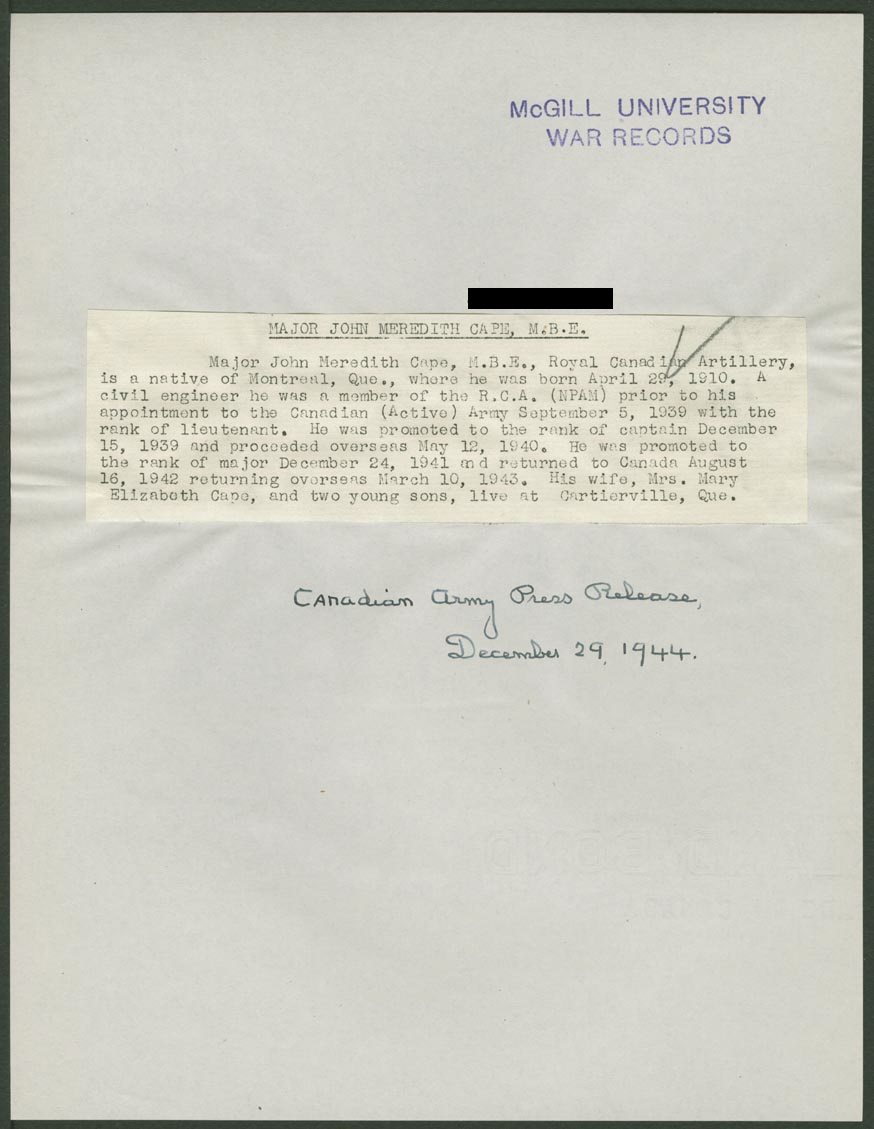 McGILL UNIVERSITY
WAR RECORDS
MAJOR JOHN MEREDITH CAPE, M.B.E.
Major John Meredith Cape, M.B.E., Royal Canadian Artillery,
is a native of Montreal, Que., where he was born April 29, 1910. A
civil engineer he was a member of the R.C.A. (NPAM) prior to his
appointment to the Canadian (Active) Army September 5, 1939 with the
rank of lieutenant. He was promoted to the rank of captain December
15, 1939 and proceeded overseas May 12, 1940. He was promoted to
the rank of major December 24, 1941 and returned to Canada August
16, 1942 returning overseas March 10, 1943. His wife, Mrs. Mary
Elizabeth Cape, and two young sons, live at Cartierville, Que.
Canadian Army Press Release,
December 29, 1944.